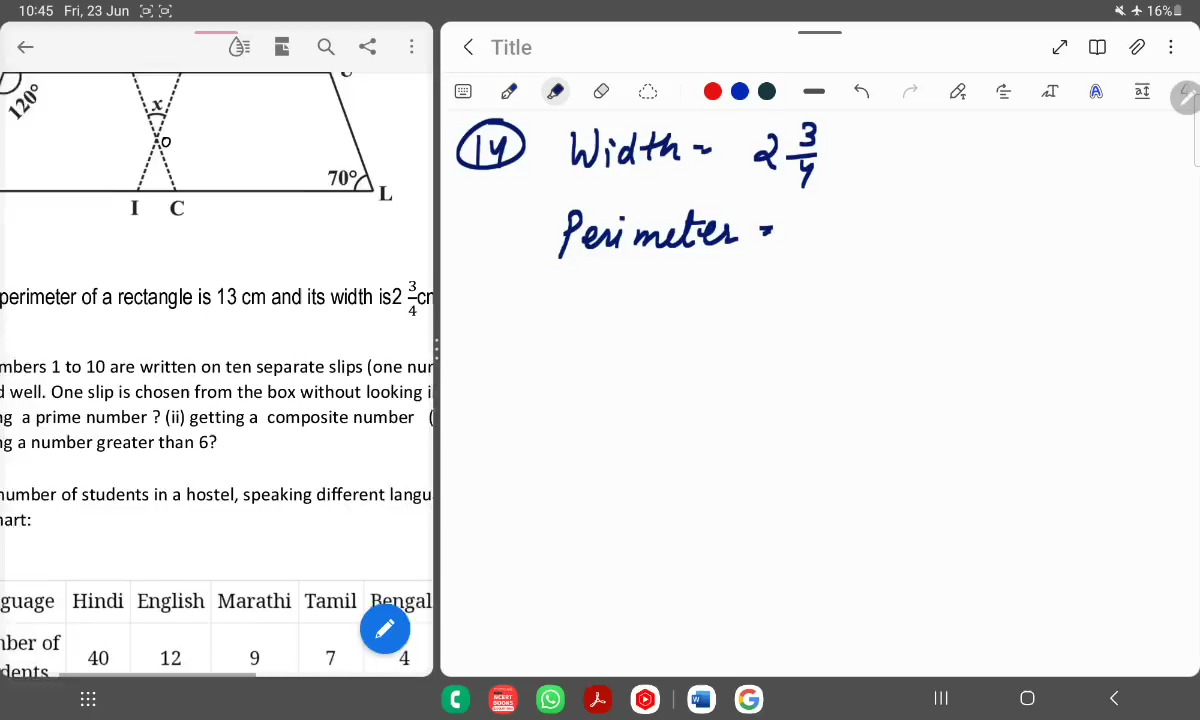 10:45 Fri, 23 Jun 16%
120°
x
O
70°
L
I C
perimeter of a rectangle is 13 cm and its width is 2 3/4 cm
mbers 1 to 10 are written on ten separate slips (one nur
d well. One slip is chosen from the box without looking i
ng a prime number ? (ii) getting a composite number (
ng a number greater than 6?
number of students in a hostel, speaking different langu
nart:
guage Hindi English Marathi Tamil Bengal
nber of
dents 40 12 9 7 4
Title
14 Width = 2 3/4
Perimeter =